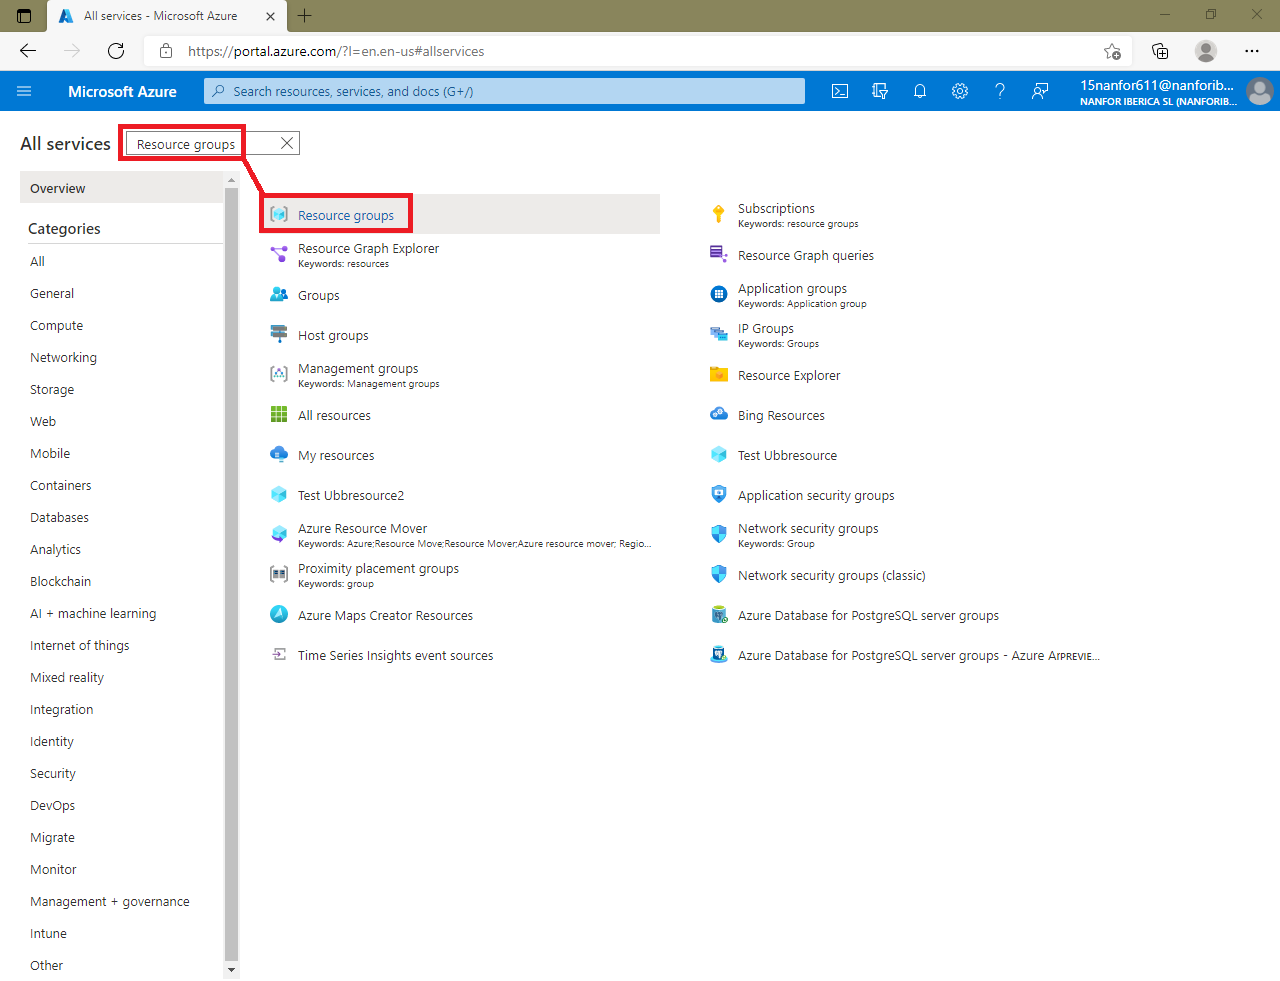 All services - Microsoft Azure
https://portal.azure.com/?l=en.en-us#allservices
Microsoft Azure
Search resources, services, and docs (G+/)
15nanfor611@nanforib...
NANFOR IBERICA SL (NANFORIB...
All services
Resource groups
Overview
Categories
All
General
Compute
Networking
Storage
Web
Mobile
Containers
Databases
Analytics
Blockchain
AI + machine learning
Internet of things
Mixed reality
Integration
Identity
Security
DevOps
Migrate
Monitor
Management + governance
Intune
Other
Resource groups
Resource Graph Explorer
Keywords: resources
Groups
Host groups
Management groups
Keywords: Management groups
All resources
My resources
Test Ubbresource2
Azure Resource Mover
Keywords: Azure;Resource Move;Resource Mover;Azure resource mover; Regio...
Proximity placement groups
Keywords: group
Azure Maps Creator Resources
Time Series Insights event sources
Subscriptions
Keywords: resource groups
Resource Graph queries
Application groups
Keywords: Application group
IP Groups
Keywords: Groups
Resource Explorer
Bing Resources
Test Ubbresource
Application security groups
Network security groups
Keywords: Group
Network security groups (classic)
Azure Database for PostgreSQL server groups
Azure Database for PostgreSQL server groups - Azure ArPREVIE...